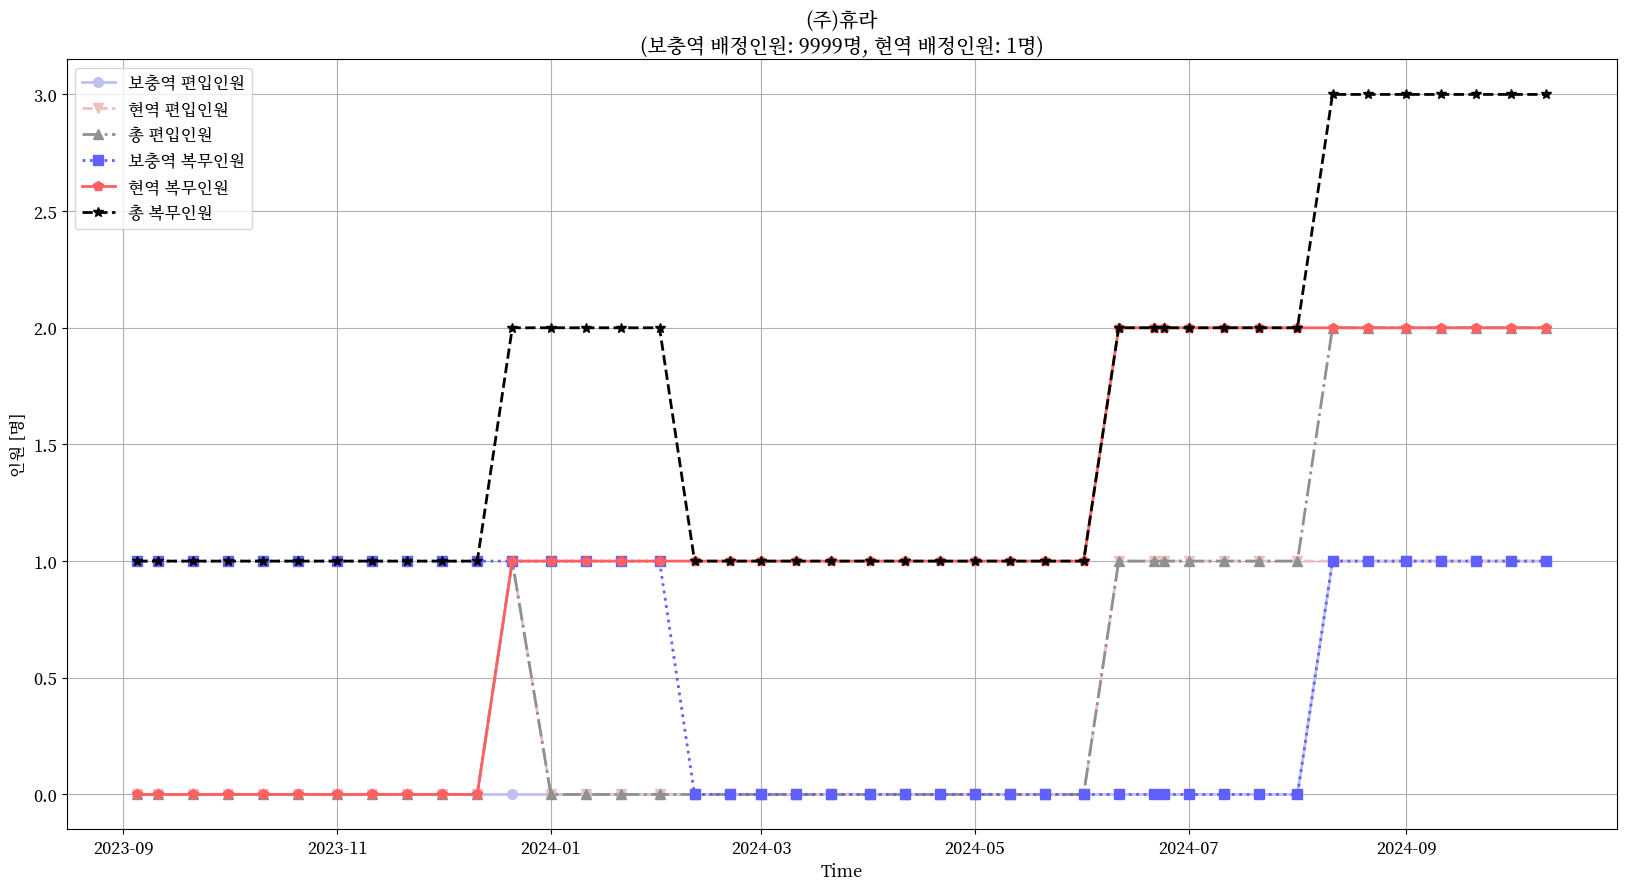 (주)휴라
(보충역 배정인원: 9999명, 현역 배정인원: 1명)
보충역 편입인원
현역 편입인원
총 편입인원
보충역 복무인원
현역 복무인원
총 복무인원
3.0
2.5
2.0
1.5
1.0
0.5
0.0
인원 [명]
2023-09
2023-11
2024-01
2024-03
2024-05
2024-07
2024-09
Time